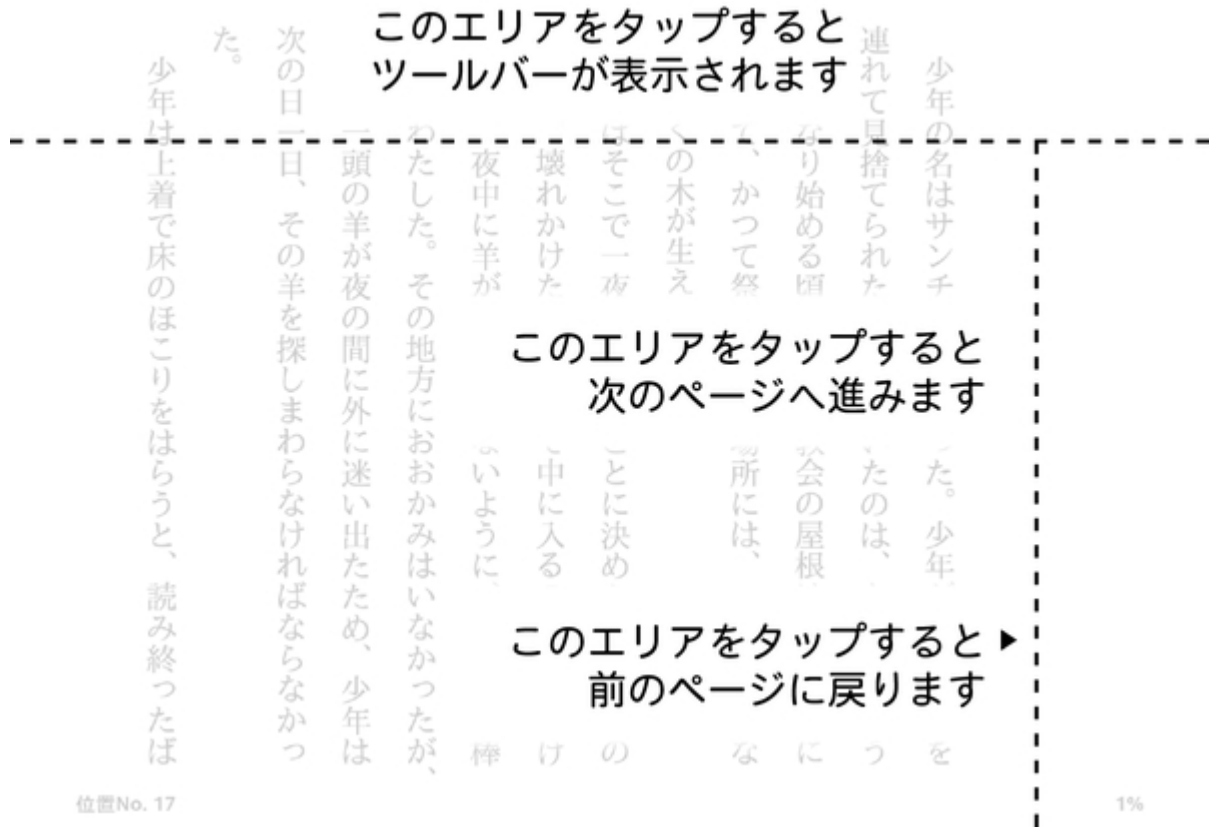 このエリアをタップすると
ツールバーが表示されます
このエリアをタップすると
次のページへ進みます
このエリアをタップすると ▶
前のページに戻ります
少年の名はサンチ た。少年 を
連れて見捨てられた たのは、 う
なり始める頃 教会の屋根 に
て、かつて祭 場所には、 な
くの木が生え
はそこで一夜 ことに決め の
壊れかけた 中に入る け
夜中に羊が ないように、 棒
わたした。その地方におおかみはいなかったが、
一頭の羊が夜の間に外に迷い出たため、少年は
次の日一日、その羊を探しまわらなければならなかっ
た。
少年は上着で床のほこりをはらうと、読み終ったば
位置No. 17
1%